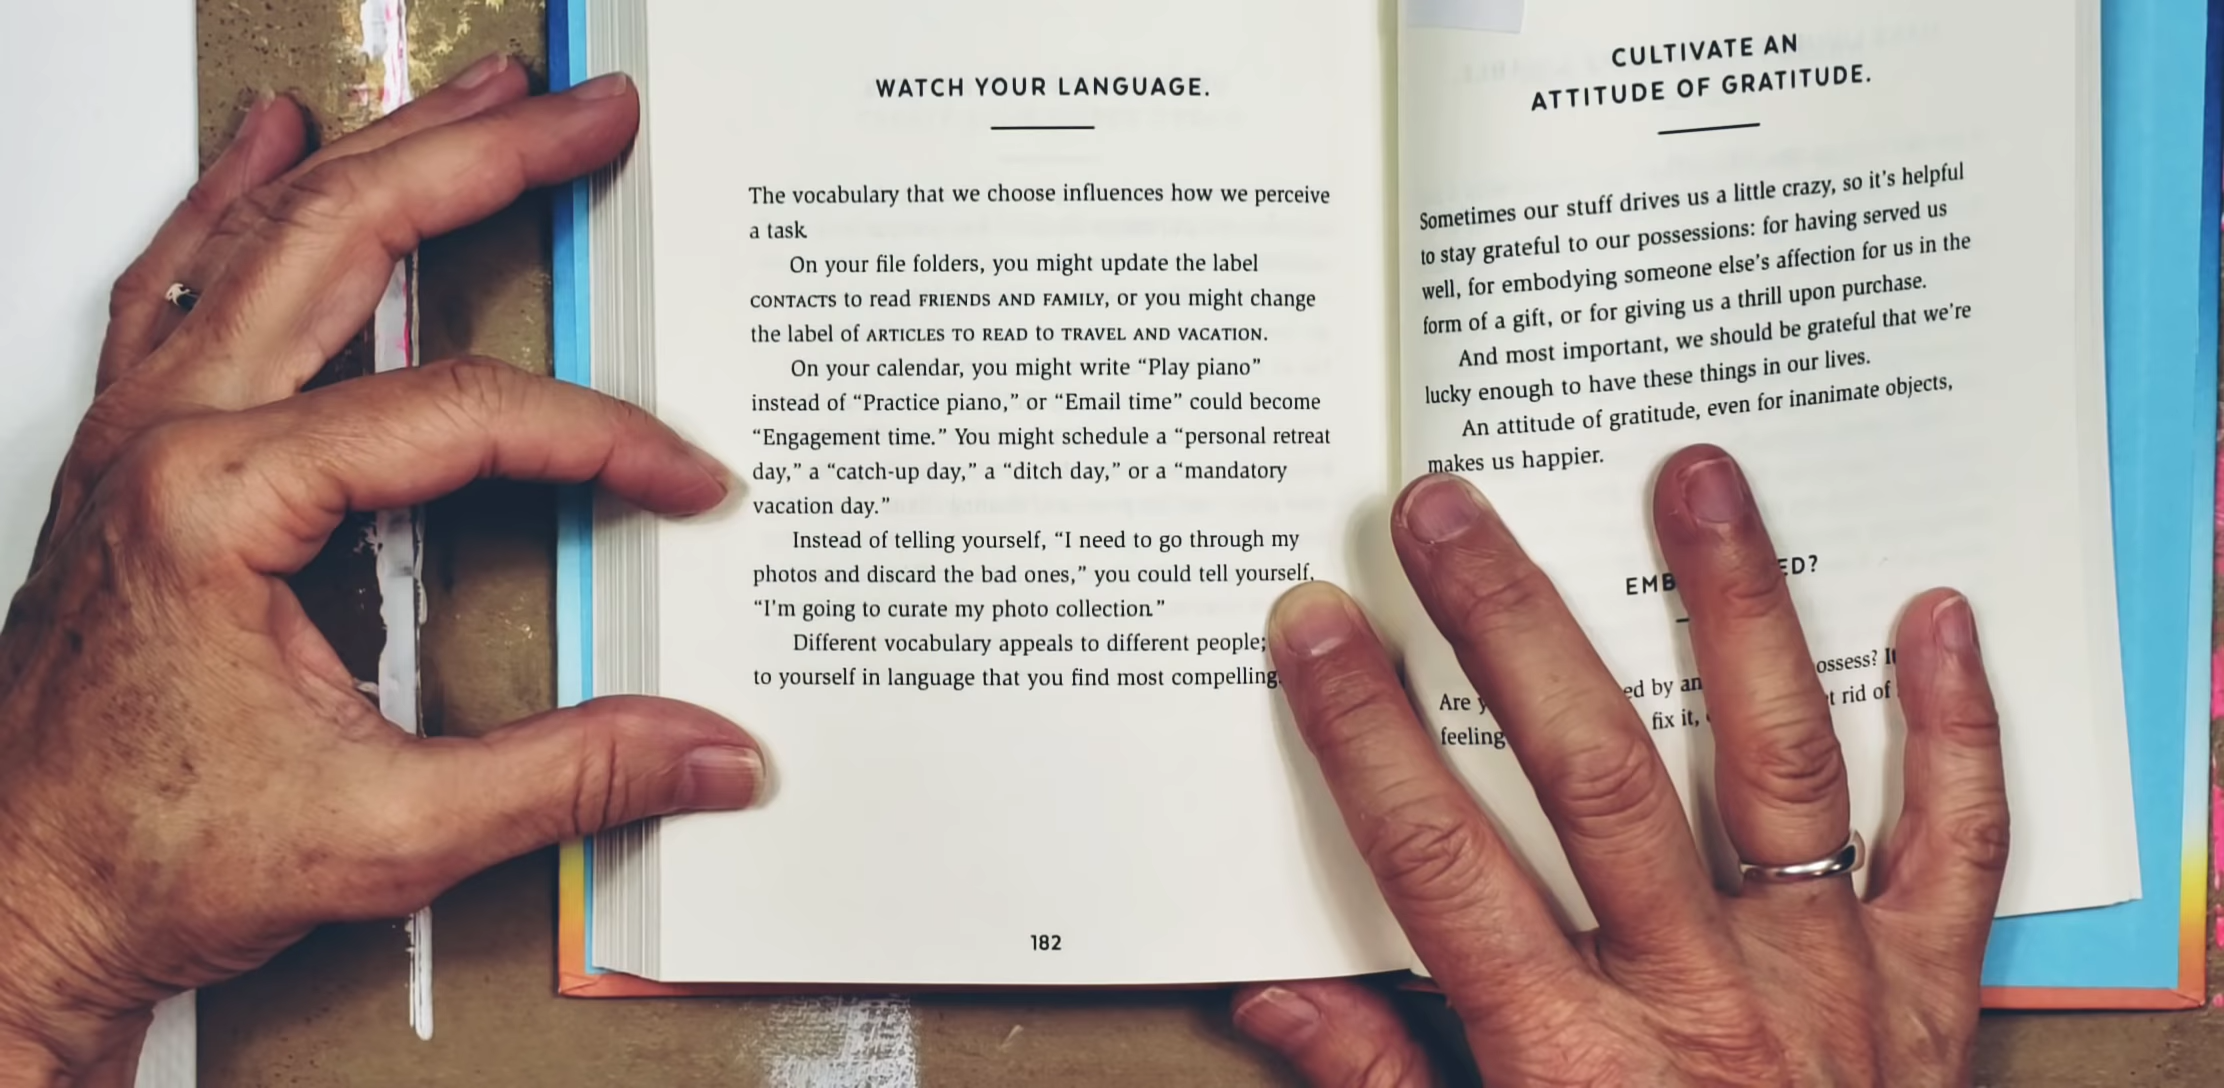 WATCH YOUR LANGUAGE.
The vocabulary that we choose influences how we perceive
a task
On your file folders, you might update the label
CONTACTS to read FRIENDS AND FAMILY, or you might change
the label of ARTICLES TO READ to TRAVEL AND VACATION.
On your calendar, you might write “Play piano”
instead of “Practice piano,” or “Email time” could become
“Engagement time.” You might schedule a “personal retreat
day,” a “catch-up day,” a “ditch day,” or a “mandatory
vacation day.”
Instead of telling yourself, “I need to go through my
photos and discard the bad ones,” you could tell yourself,
“I'm going to curate my photo collection”
Different vocabulary appeals to different people;
to yourself in language that you find most compelling.
182
CULTIVATE AN
ATTITUDE OF GRATITUDE.
Sometimes our stuff drives us a little crazy, so it's helpful
to stay grateful to our possessions: for having served us
well, for embodying someone else's affection for us in the
form of a gift, or for giving us a thrill upon purchase.
And most important, we should be grateful that we're
lucky enough to have these things in our lives.
An attitude of gratitude, even for inanimate objects,
makes us happier.
Are
ed by an ossess?
feeling fix it, rid of